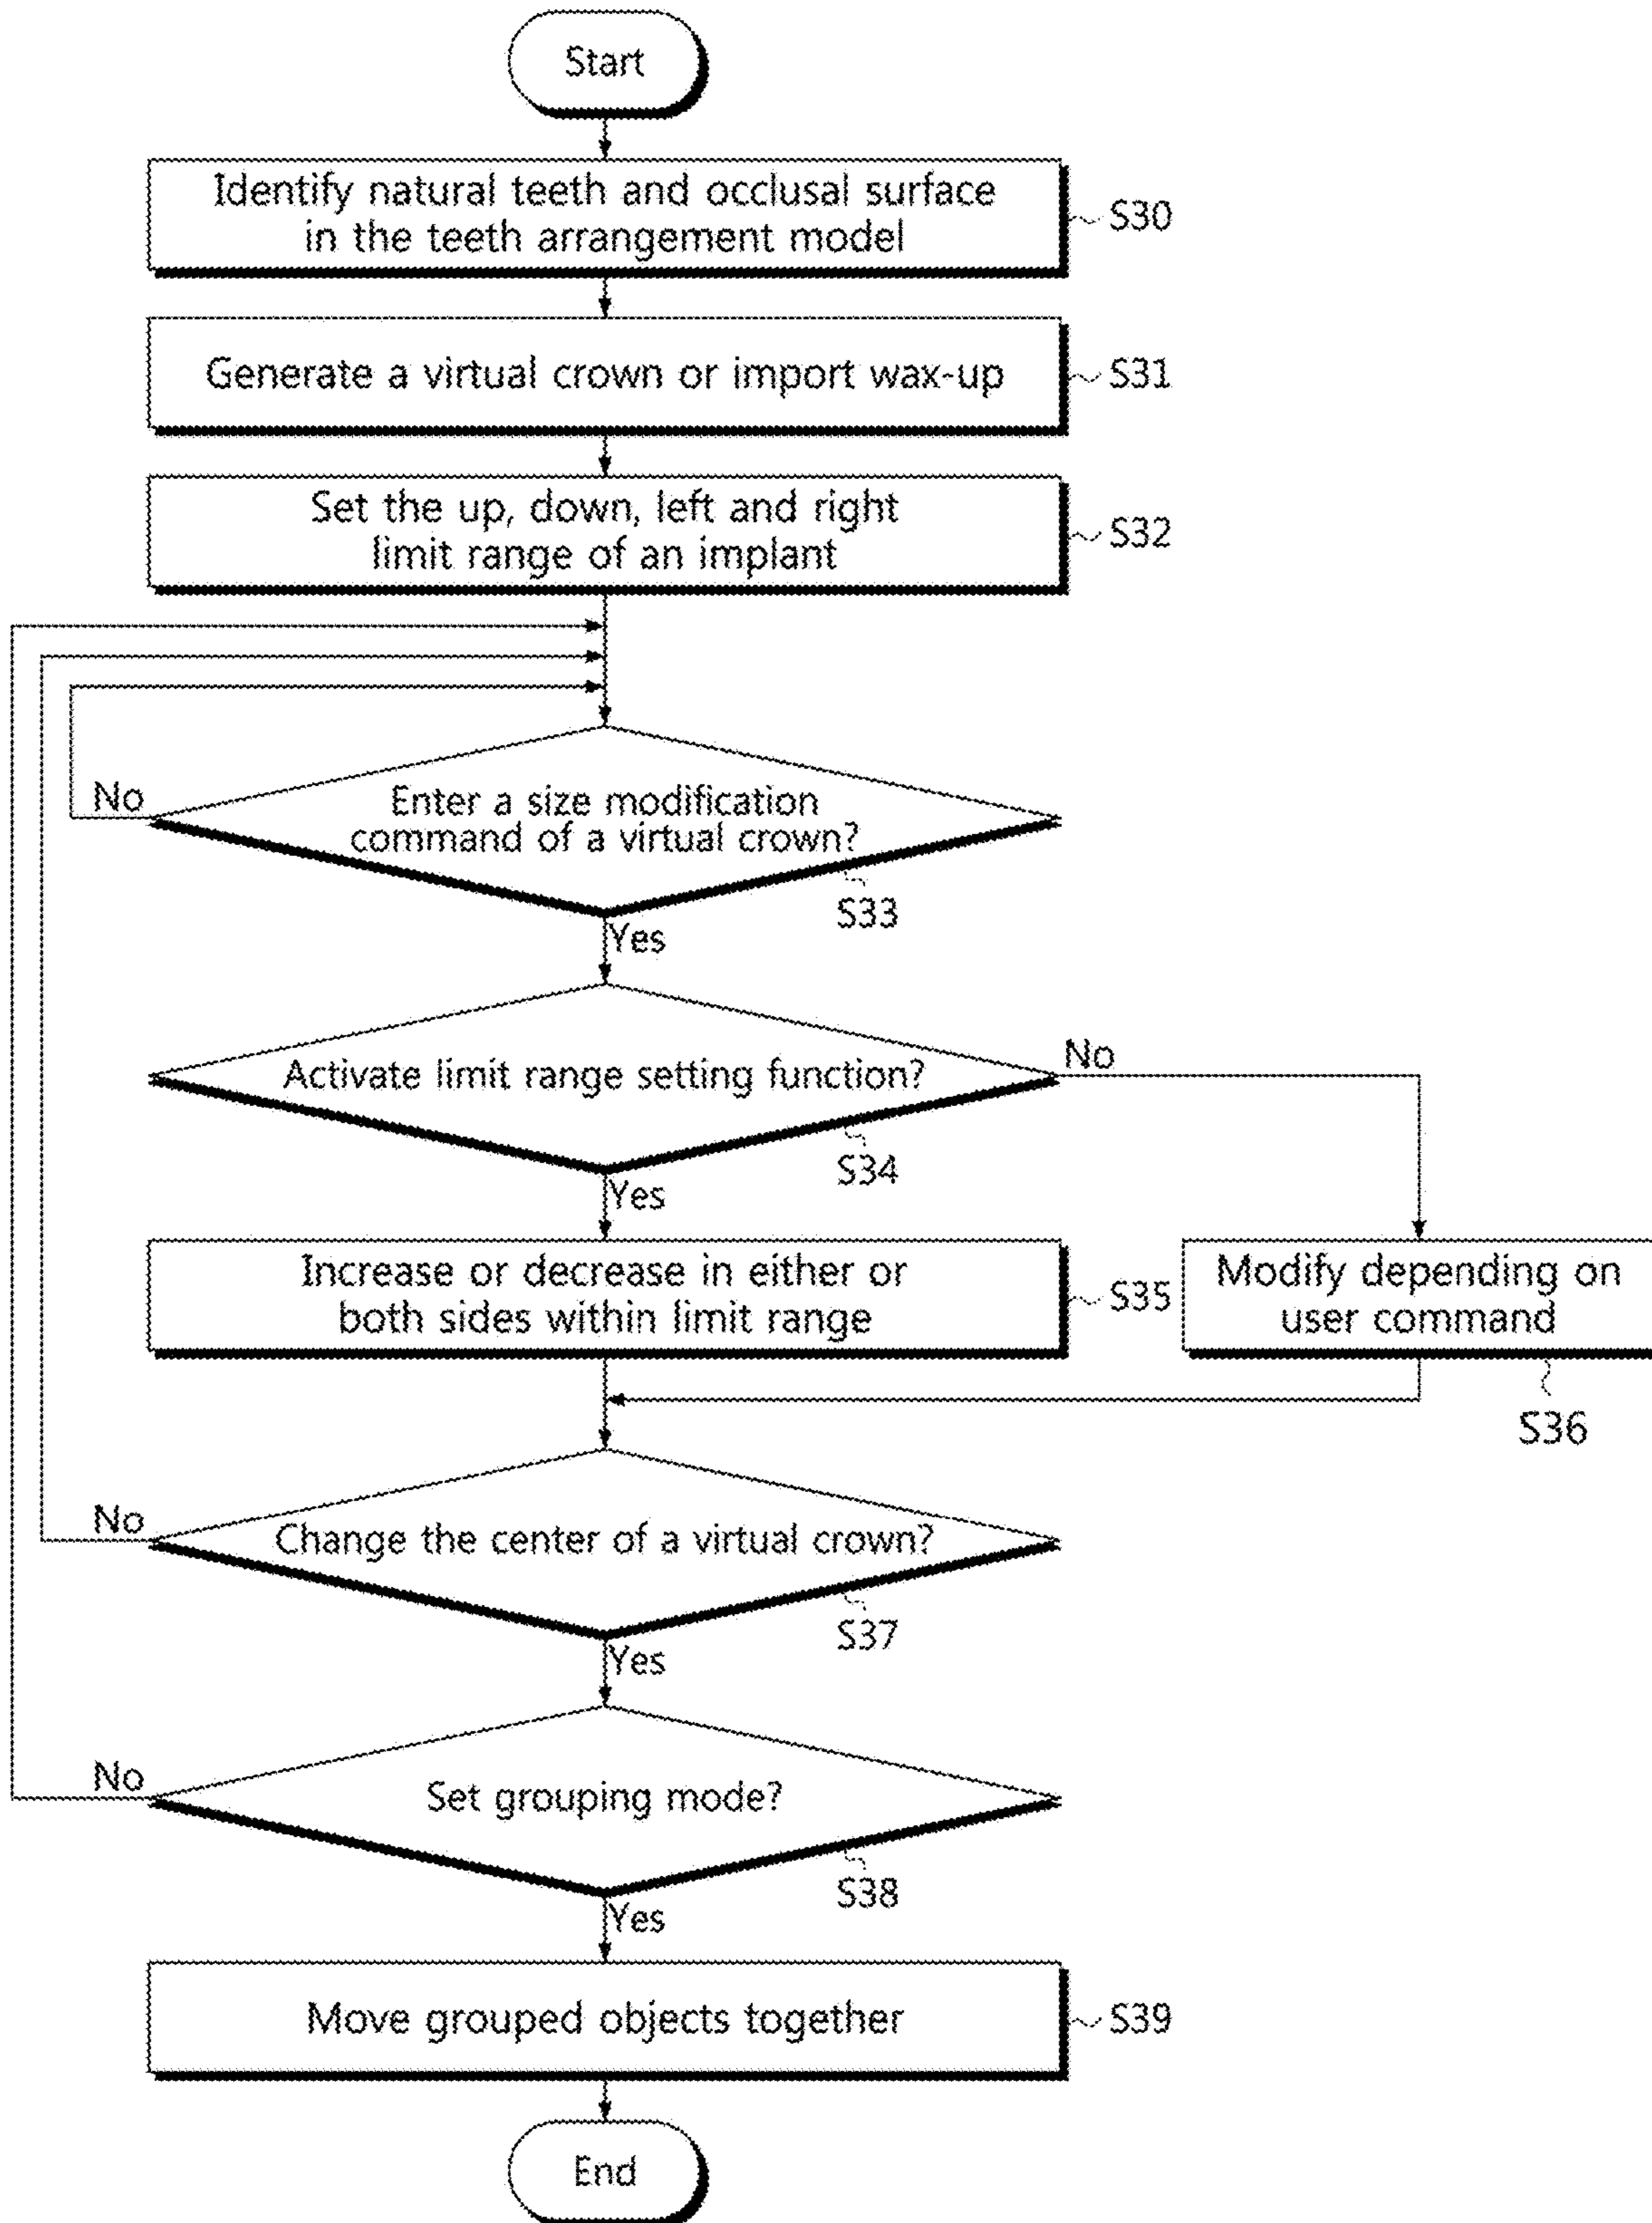 Start
Identify natural teeth and occlusal surface
in the teeth arrangement model
S30
Generate a virtual crown or import wax-up
S31
Set the up, down, left and right
limit range of an implant
S32
No
Enter a size modification
command of a virtual crown?
S33
Yes
Activate limit range setting function?
No
S34
Yes
Increase or decrease in either or
both sides within limit range
S35
Modify depending on
user command
S36
No
Change the center of a virtual crown?
S37
Yes
No
Set grouping mode?
S38
Yes
Move grouped objects together
S39
End